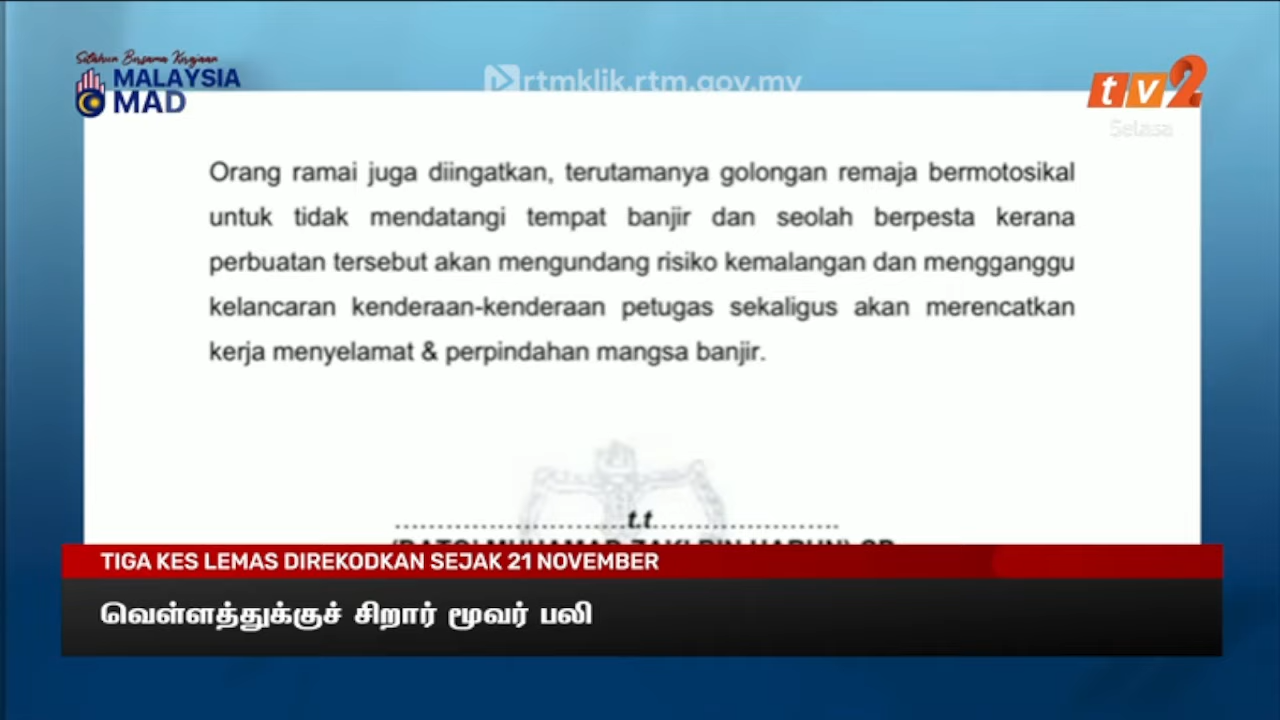 Setahun Bersama Kerajaan
MALAYSIA
MAD
rtmklik.rtm.gov.my
tv2
Selasa
Orang ramai juga diingatkan, terutamanya golongan remaja bermotosikal
untuk tidak mendatangi tempat banjir dan seolah berpesta kerana
perbuatan tersebut akan mengundang risiko kemalangan dan mengganggu
kelancaran kenderaan-kenderaan petugas sekaligus akan merencatkan
kerja menyelamat & perpindahan mangsa banjir.
t.t
TIGA KES LEMAS DIREKODKAN SEJAK 21 NOVEMBER
வெள்ளத்துக்குச் சிறார் மூவர் பலி